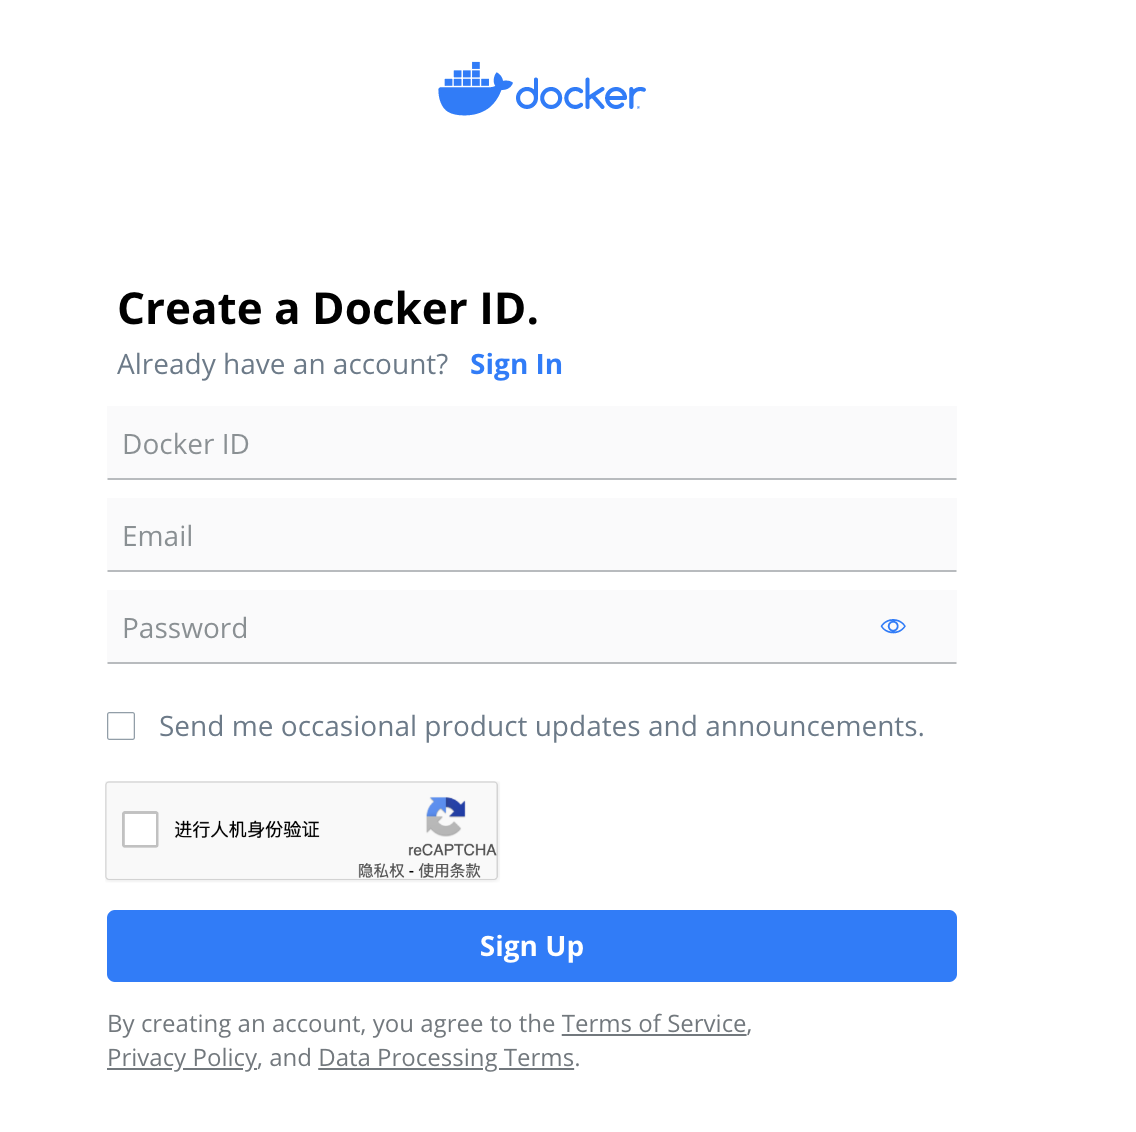 docker
Create a Docker ID.
Already have an account? Sign In
Docker ID
Email
Password
Send me occasional product updates and announcements.
进行人机身份验证
reCAPTCHA
隐私权 - 使用条款
Sign Up
By creating an account, you agree to the Terms of Service,
Privacy Policy, and Data Processing Terms.